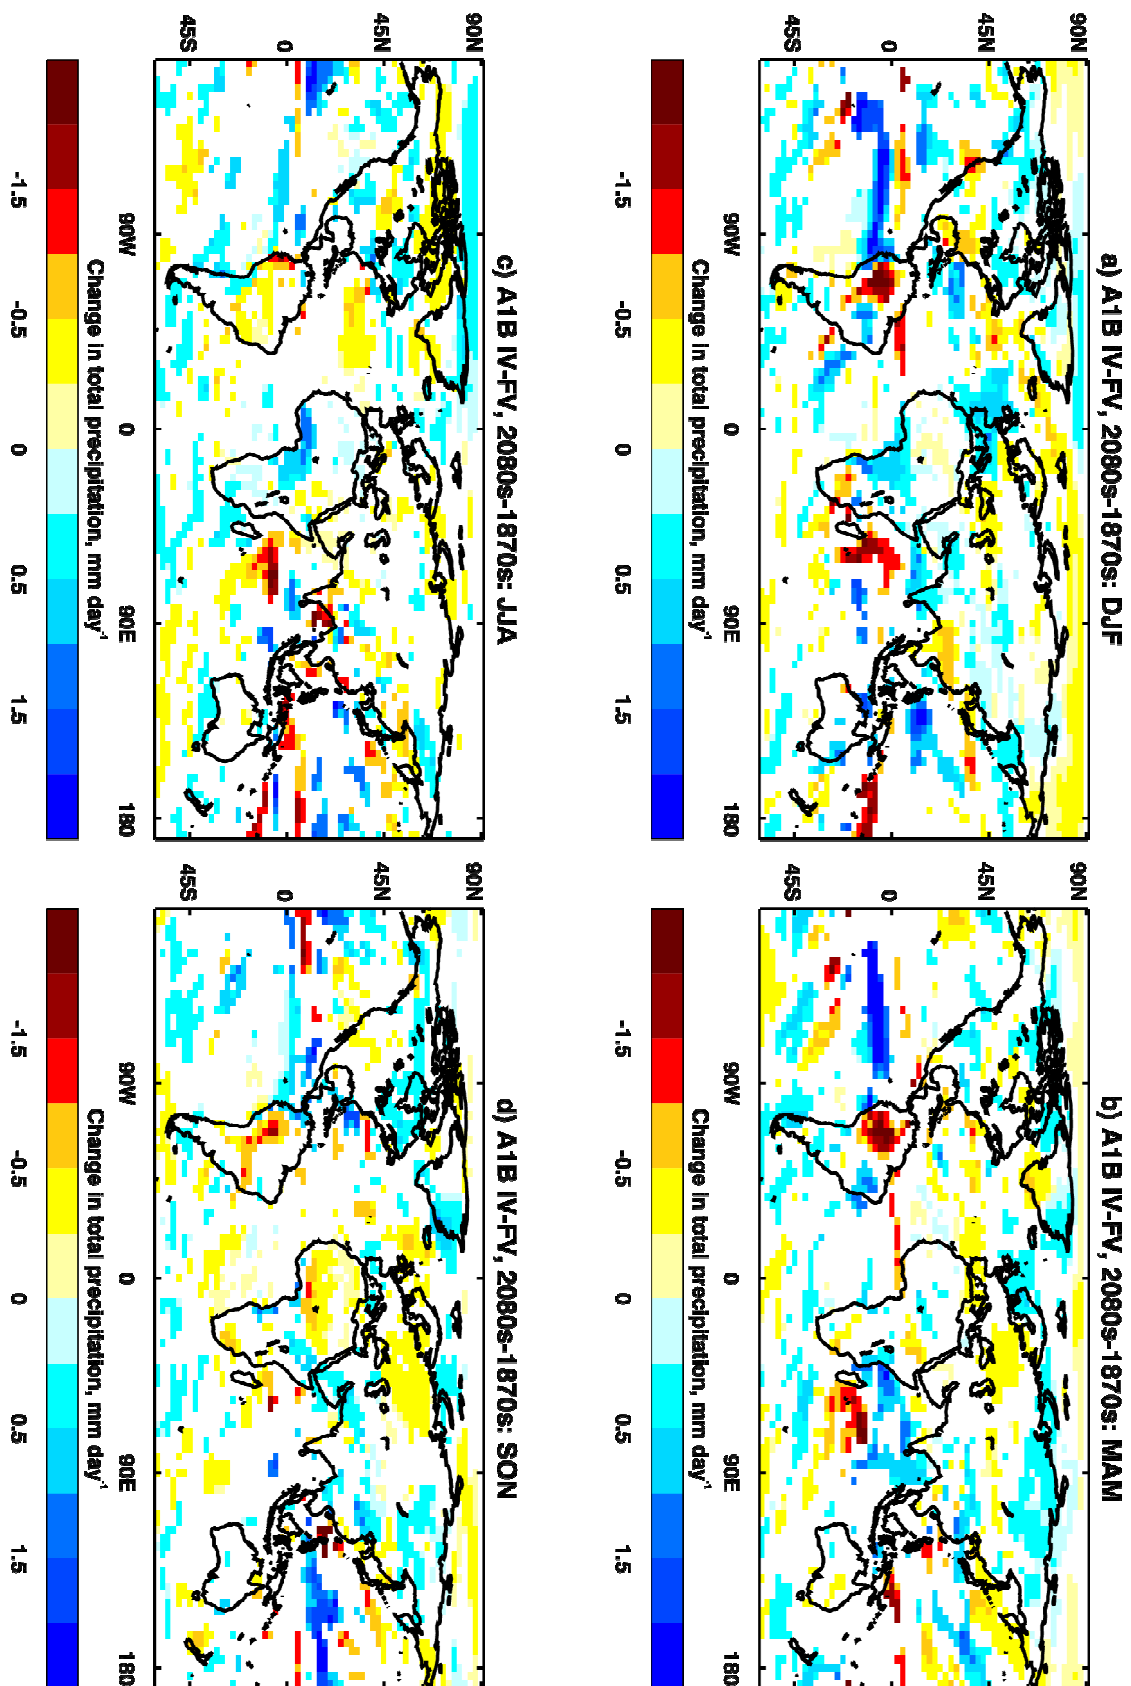 a) A1B IV-FV, 2080s-1870s: DJF
90N
45N
0
45S
90W 0 90E 180
Change in total precipitation, mm day-1
-1.5 -0.5 0 0.5 1.5
b) A1B IV-FV, 2080s-1870s: MAM
90N
45N
0
45S
90W 0 90E 180
Change in total precipitation, mm day-1
-1.5 -0.5 0 0.5 1.5
c) A1B IV-FV, 2080s-1870s: JJA
90N
45N
0
45S
90W 0 90E 180
Change in total precipitation, mm day-1
-1.5 -0.5 0 0.5 1.5
d) A1B IV-FV, 2080s-1870s: SON
90N
45N
0
45S
90W 0 90E 180
Change in total precipitation, mm day-1
-1.5 -0.5 0 0.5 1.5